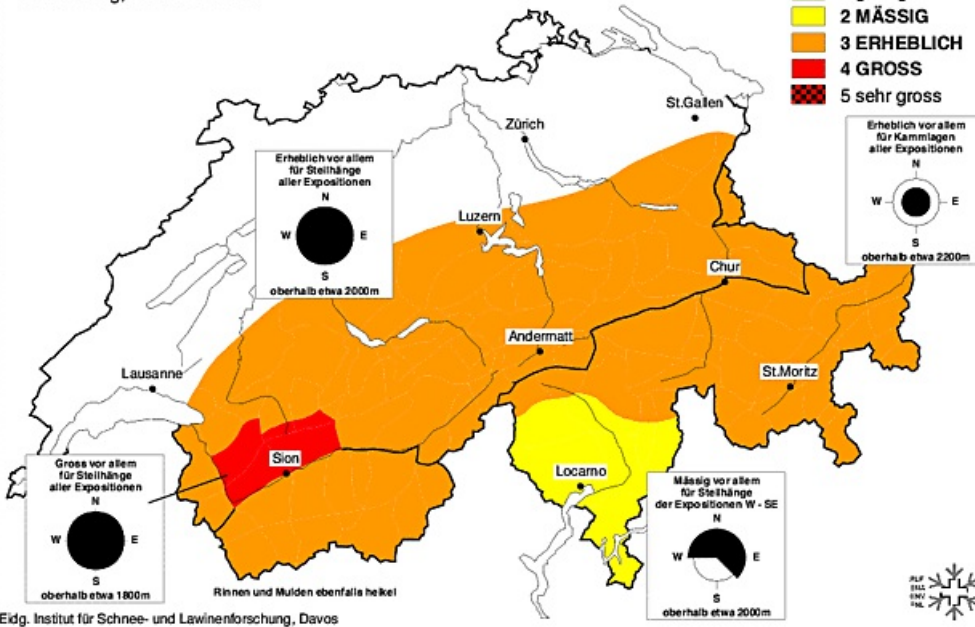 2 MÄSSIG
3 ERHEBLICH
4 GROSS
5 sehr gross
St.Gallen
Zürich
Erheblich vor allem
für Kammlagen
aller Expositionen
N
W E
S
oberhalb etwa 2200m
Erheblich vor allem
für Steilhänge
aller Expositionen
N
W E
S
oberhalb etwa 2000m
Luzern
Chur
Andermatt
Lausanne
St.Moritz
Sion
Gross vor allem
für Steilhänge
aller Expositionen
N
W E
S
oberhalb etwa 1800m
Locarno
Mässig vor allem
für Steilhänge
der Expositionen W - SE
N
W E
S
oberhalb etwa 2000m
Rinnen und Mulden ebenfalls heikel
Eidg. Institut für Schnee- und Lawinenforschung, Davos